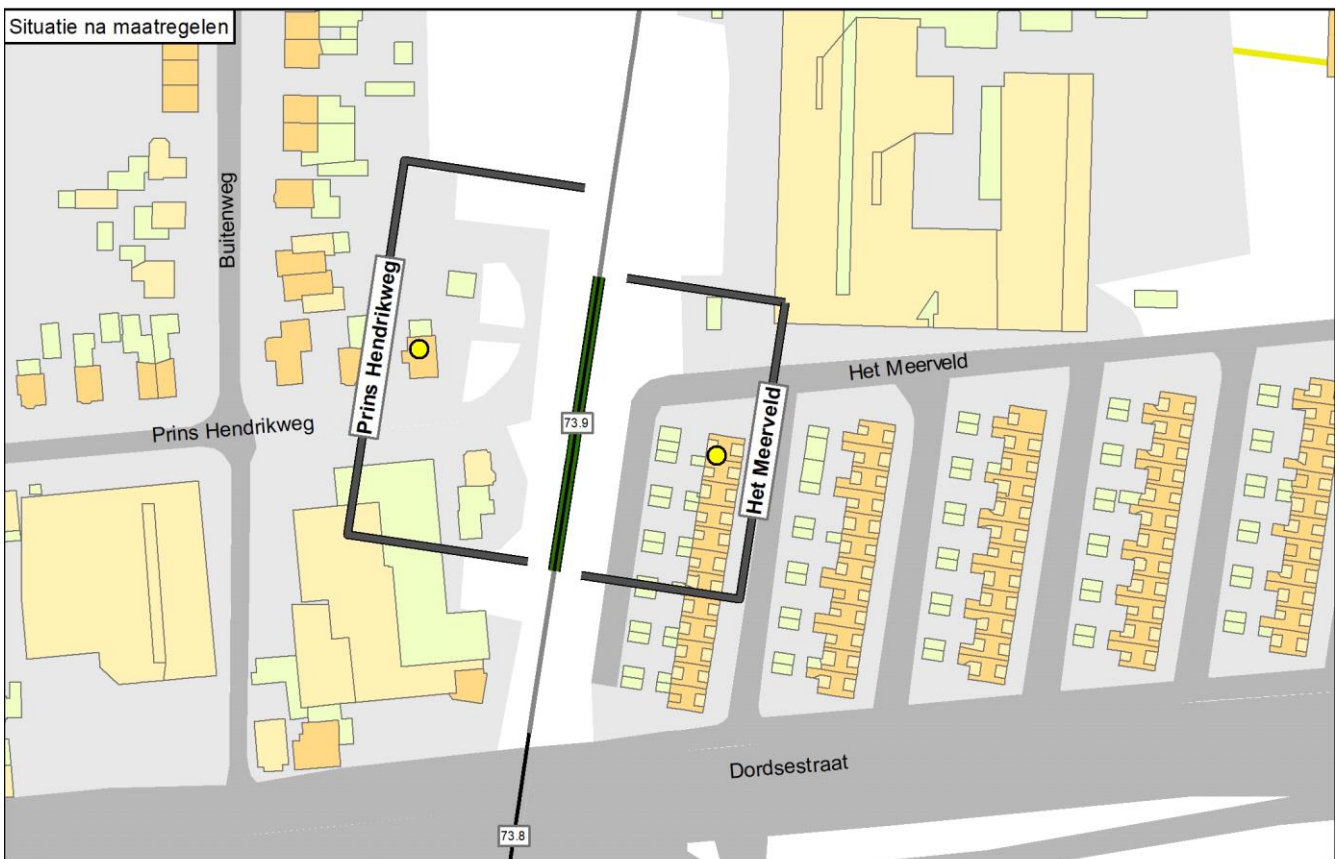 Situatie na maatregelen
Buitenweg
Prins Hendrikweg
Het Meerveld
73.9
Het Meerveld
Prins Hendrikweg
Dordsestraat
73.8